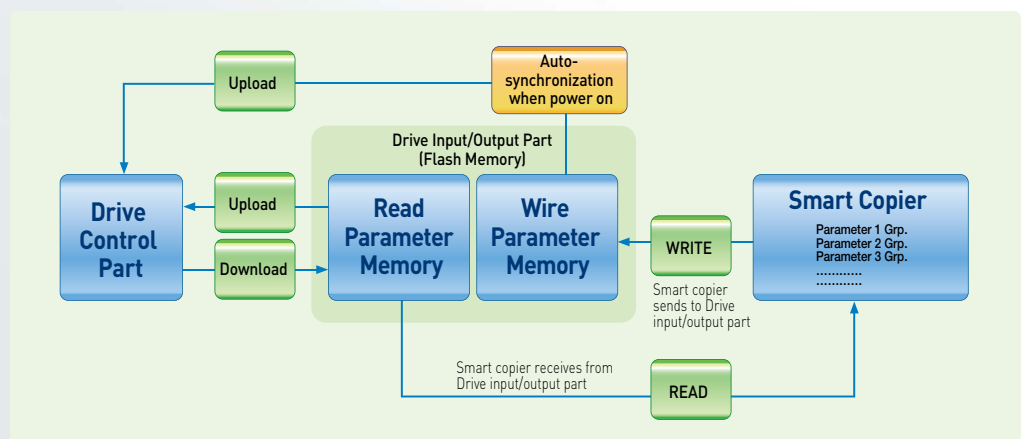 Auto-
synchronization
when power on
Upload
Drive Input/Output Part
(Flash Memory)
Drive
Control
Part
Upload
Download
Read
Parameter
Memory
Wire
Parameter
Memory
WRITE
Smart copier
sends to Drive
input/output part
Smart Copier
Parameter 1 Grp.
Parameter 2 Grp.
Parameter 3 Grp.
............
............
Smart copier receives from
Drive input/output part
READ